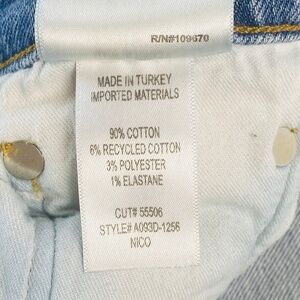 R/N#109670
MADE IN TURKEY
IMPORTED MATERIALS
90% COTTON
6% RECYCLED COTTON
3% POLYESTER
1% ELASTANE
CUT# 55506
STYLE# A093D-1256
NICO